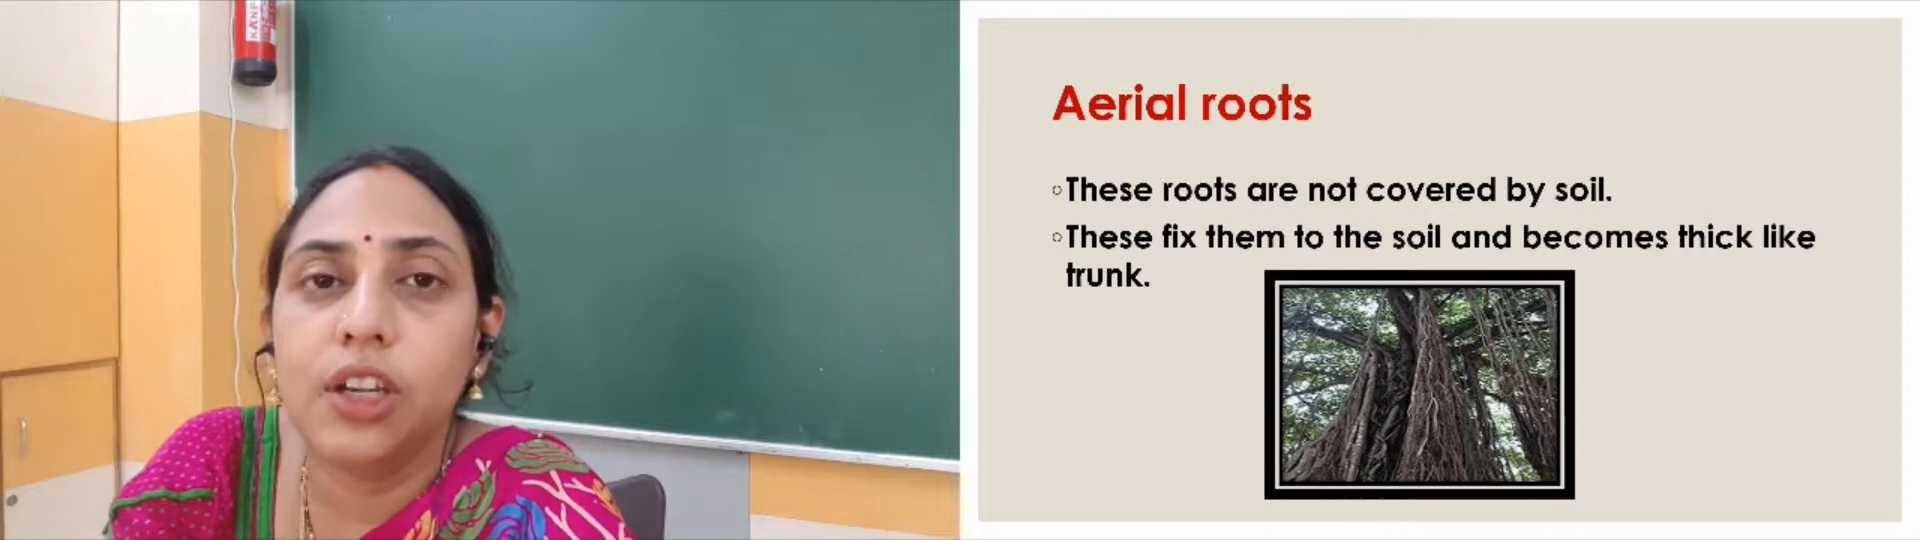 KANE
Aerial roots
These roots are not covered by soil.
These fix them to the soil and becomes thick like
trunk.